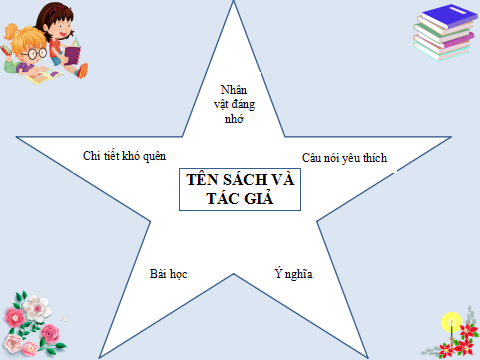 Nhân
vật đáng
nhớ
Chi tiết khó quên
Câu nói yêu thích
TÊN SÁCH VÀ
TÁC GIẢ
Bài học
Ý nghĩa